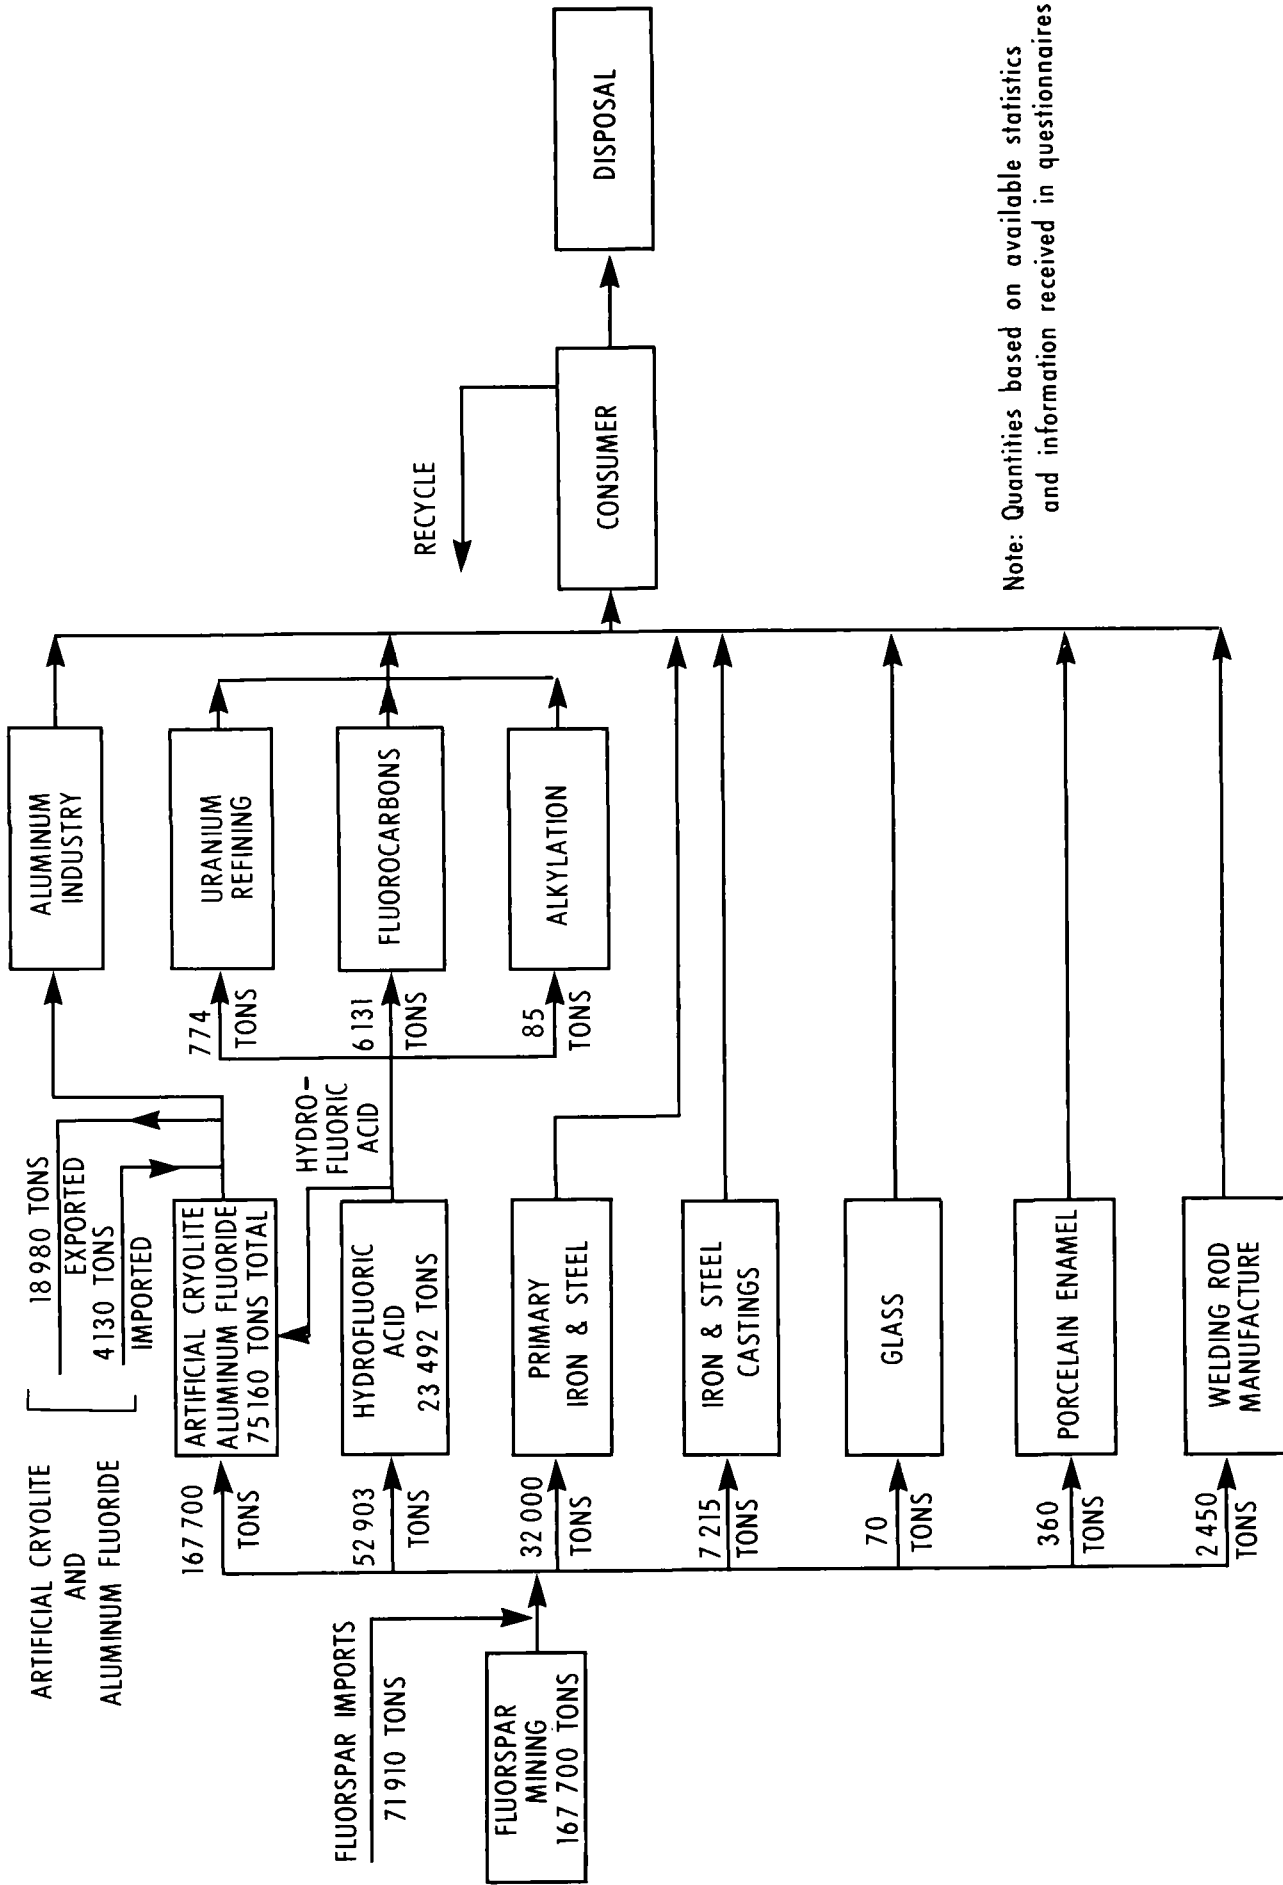 ARTIFICIAL CRYOLITE
AND
ALUMINUM FLUORIDE
18 980 TONS
EXPORTED
4 130 TONS
IMPORTED
FLUORSPAR IMPORTS
71 910 TONS
FLUORSPAR
MINING
167 700 TONS
167 700
TONS
52 903
TONS
32 000
TONS
7 215
TONS
70
TONS
360
TONS
2 450
TONS
ARTIFICIAL CRYOLITE
ALUMINUM FLUORIDE
75 160 TONS TOTAL
HYDROFLUORIC
ACID
23 492 TONS
PRIMARY
IRON & STEEL
IRON & STEEL
CASTINGS
GLASS
PORCELAIN ENAMEL
WELDING ROD
MANUFACTURE
HYDRO-
FLUORIC
ACID
774
TONS
6 131
TONS
85
TONS
ALUMINUM
INDUSTRY
URANIUM
REFINING
FLUOROCARBONS
ALKYLATION
RECYCLE
CONSUMER
DISPOSAL
Note: Quantities based on available statistics
and information received in questionnaires